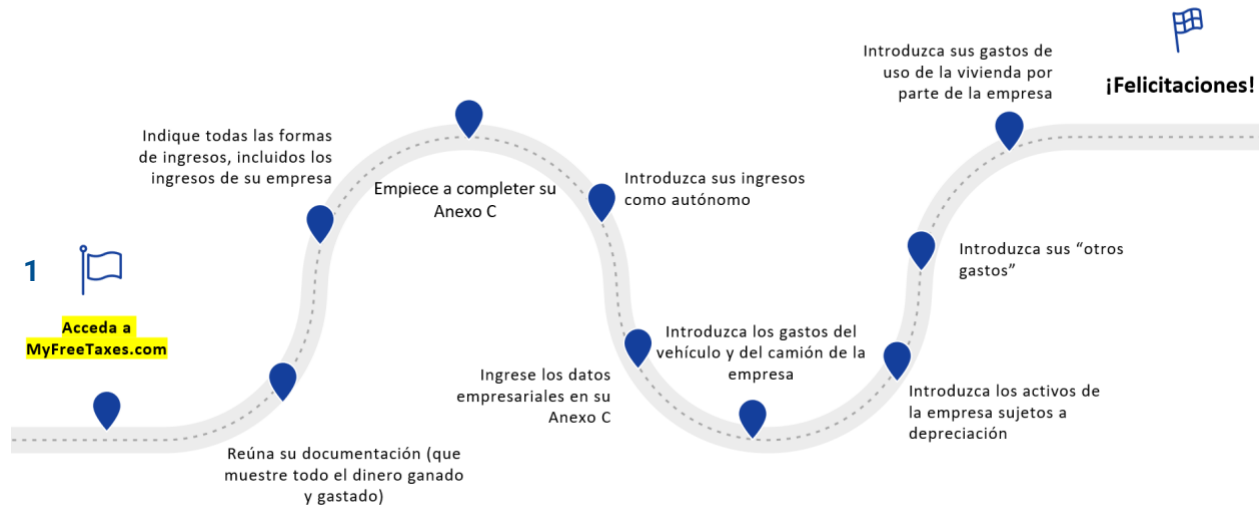 1
Acceda a
MyFreeTaxes.com
Reúna su documentación (que
muestre todo el dinero ganado
y gastado)
Indique todas las formas
de ingresos, incluidos los
ingresos de su empresa
Empiece a completer su
Anexo C
Introduzca sus ingresos
como autónomo
Ingrese los datos
empresariales en su
Anexo C
Introduzca los gastos del
vehículo y del camión de la
empresa
Introduzca los activos de
la empresa sujetos a
depreciación
Introduzca sus “otros
gastos”
Introduzca sus gastos de
uso de la vivienda por
parte de la empresa
¡Felicitaciones!